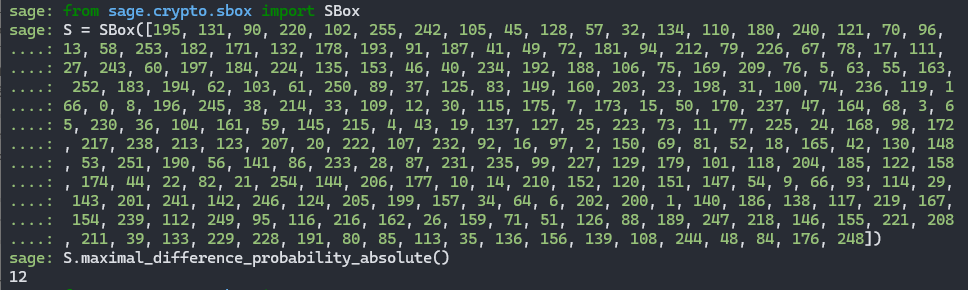 sage: from sage.crypto.sbox import SBox
sage: S = SBox([195, 131, 90, 220, 102, 255, 242, 105, 45, 128, 57, 32, 134, 110, 180, 240, 121, 70, 96,
....: 13, 58, 253, 182, 171, 132, 178, 193, 91, 187, 41, 49, 72, 181, 94, 212, 79, 226, 67, 78, 17, 111,
....: 27, 243, 60, 197, 184, 224, 135, 153, 46, 40, 234, 192, 188, 106, 75, 169, 209, 76, 5, 63, 55, 163,
....: 252, 183, 194, 62, 103, 61, 250, 89, 37, 125, 83, 149, 160, 203, 23, 198, 31, 100, 74, 236, 119, 1
....: 66, 0, 8, 196, 245, 38, 214, 33, 109, 12, 30, 115, 175, 7, 173, 15, 50, 170, 237, 47, 164, 68, 3, 6
....: 5, 230, 36, 104, 161, 59, 145, 215, 4, 43, 19, 137, 127, 25, 223, 73, 11, 77, 225, 24, 168, 98, 172
....: , 217, 238, 213, 123, 207, 20, 222, 107, 232, 92, 16, 97, 2, 150, 69, 81, 52, 18, 165, 42, 130, 148
....: , 53, 251, 190, 56, 141, 86, 233, 28, 87, 231, 235, 99, 227, 129, 179, 101, 118, 204, 185, 122, 158
....: , 174, 44, 22, 82, 21, 254, 144, 206, 177, 10, 14, 210, 152, 120, 151, 147, 54, 9, 66, 93, 114, 29,
....: 143, 201, 241, 142, 246, 124, 205, 199, 157, 34, 64, 6, 202, 200, 1, 140, 186, 138, 117, 219, 167,
....: 154, 239, 112, 249, 95, 116, 216, 162, 26, 159, 71, 51, 126, 88, 189, 247, 218, 146, 155, 221, 208
....: , 211, 39, 133, 229, 228, 191, 80, 85, 113, 35, 136, 156, 139, 108, 244, 48, 84, 176, 248])
sage: S.maximal_difference_probability_absolute()
12